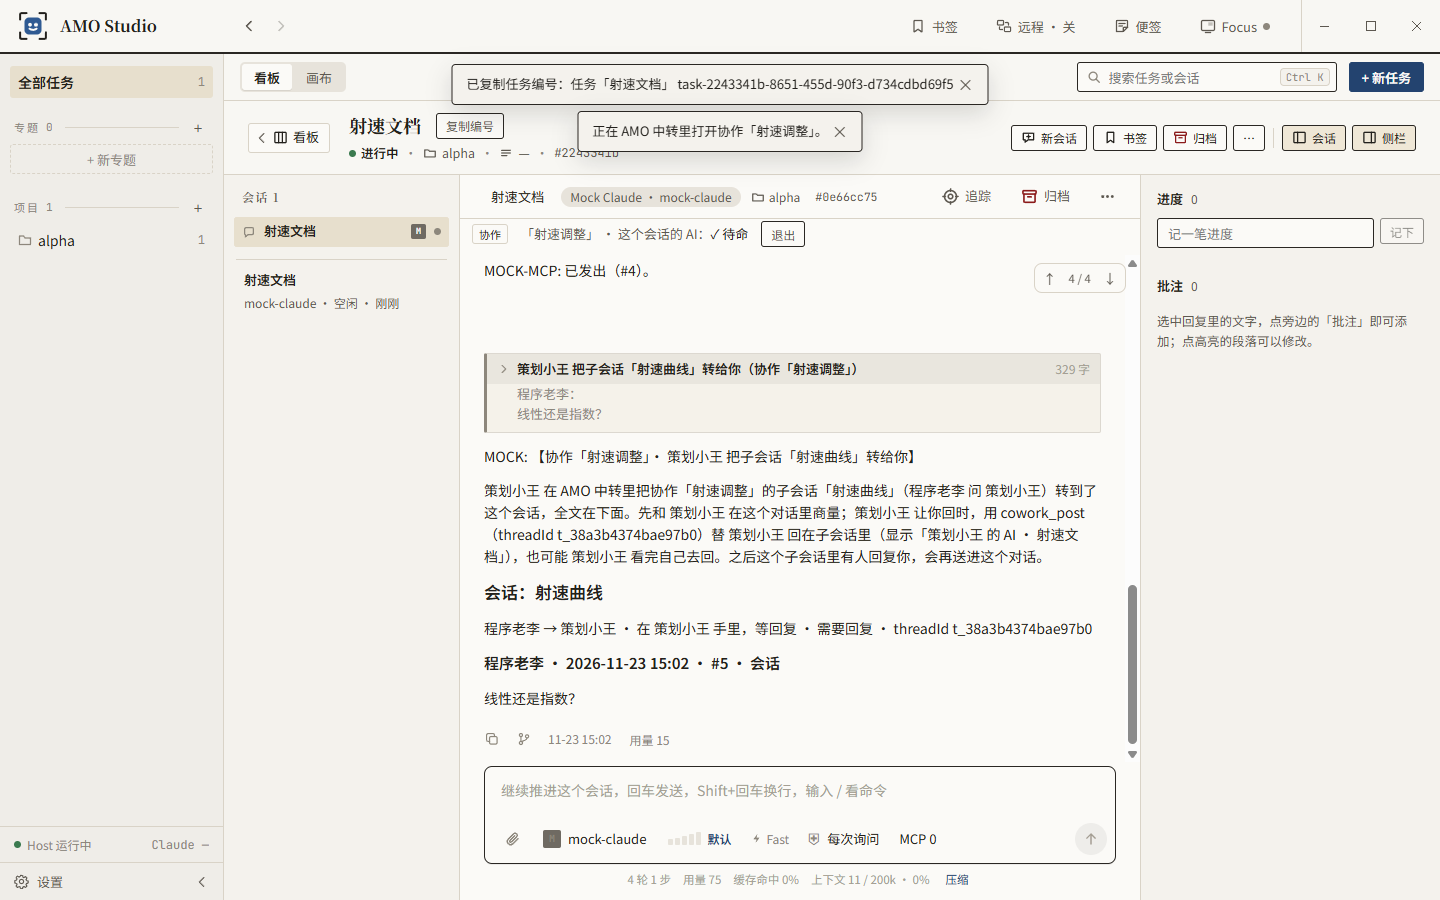 AMO Studio
书签
远程 · 关
便签
Focus
全部任务 1
看板
画布
已复制任务编号：任务「射速文档」 task-2243341b-8651-455d-90f3-d734cdbd69f5
搜索任务或会话
Ctrl K
+ 新任务
专题 0
+ 新专题
项目 1
alpha 1
看板
射速文档
复制编号
正在 AMO 中转里打开协作「射速调整」。
进行中 · alpha · — · #2243341b
新会话
书签
归档
会话
侧栏
会话 1
射速文档 M
射速文档
mock-claude · 空闲 · 刚刚
射速文档
Mock Claude · mock-claude
alpha
#0e66cc75
追踪
归档
协作
「射速调整」 · 这个会话的 AI：✓ 待命
退出
MOCK-MCP: 已发出（#4）。
↑ 4 / 4 ↓
策划小王 把子会话「射速曲线」转给你（协作「射速调整」）
329 字
程序老李：
线性还是指数？
MOCK: 【协作「射速调整」· 策划小王 把子会话「射速曲线」转给你】
策划小王 在 AMO 中转里把协作「射速调整」的子会话「射速曲线」（程序老李 问 策划小王）转到了
这个会话，全文在下面。先和 策划小王 在这个对话里商量；策划小王 让你回时，用 cowork_post
（threadId t_38a3b4374bae97b0）替 策划小王 回在子会话里（显示「策划小王 的 AI · 射速文
档」），也可能 策划小王 看完自己去回。之后这个子会话里有人回复你，会再送进这个对话。
会话：射速曲线
程序老李 → 策划小王 · 在 策划小王 手里，等回复 · 需要回复 · threadId t_38a3b4374bae97b0
程序老李 · 2026-11-23 15:02 · #5 · 会话
线性还是指数？
11-23 15:02
用量 15
继续推进这个会话，回车发送，Shift+回车换行，输入 / 看命令
M mock-claude
默认
Fast
每次询问
MCP 0
4 轮 1 步
用量 75
缓存命中 0%
上下文 11 / 200k · 0%
压缩
进度 0
记一笔进度
记下
批注 0
选中回复里的文字，点旁边的「批注」即可添
加；点高亮的段落可以修改。
Host 运行中
Claude —
设置